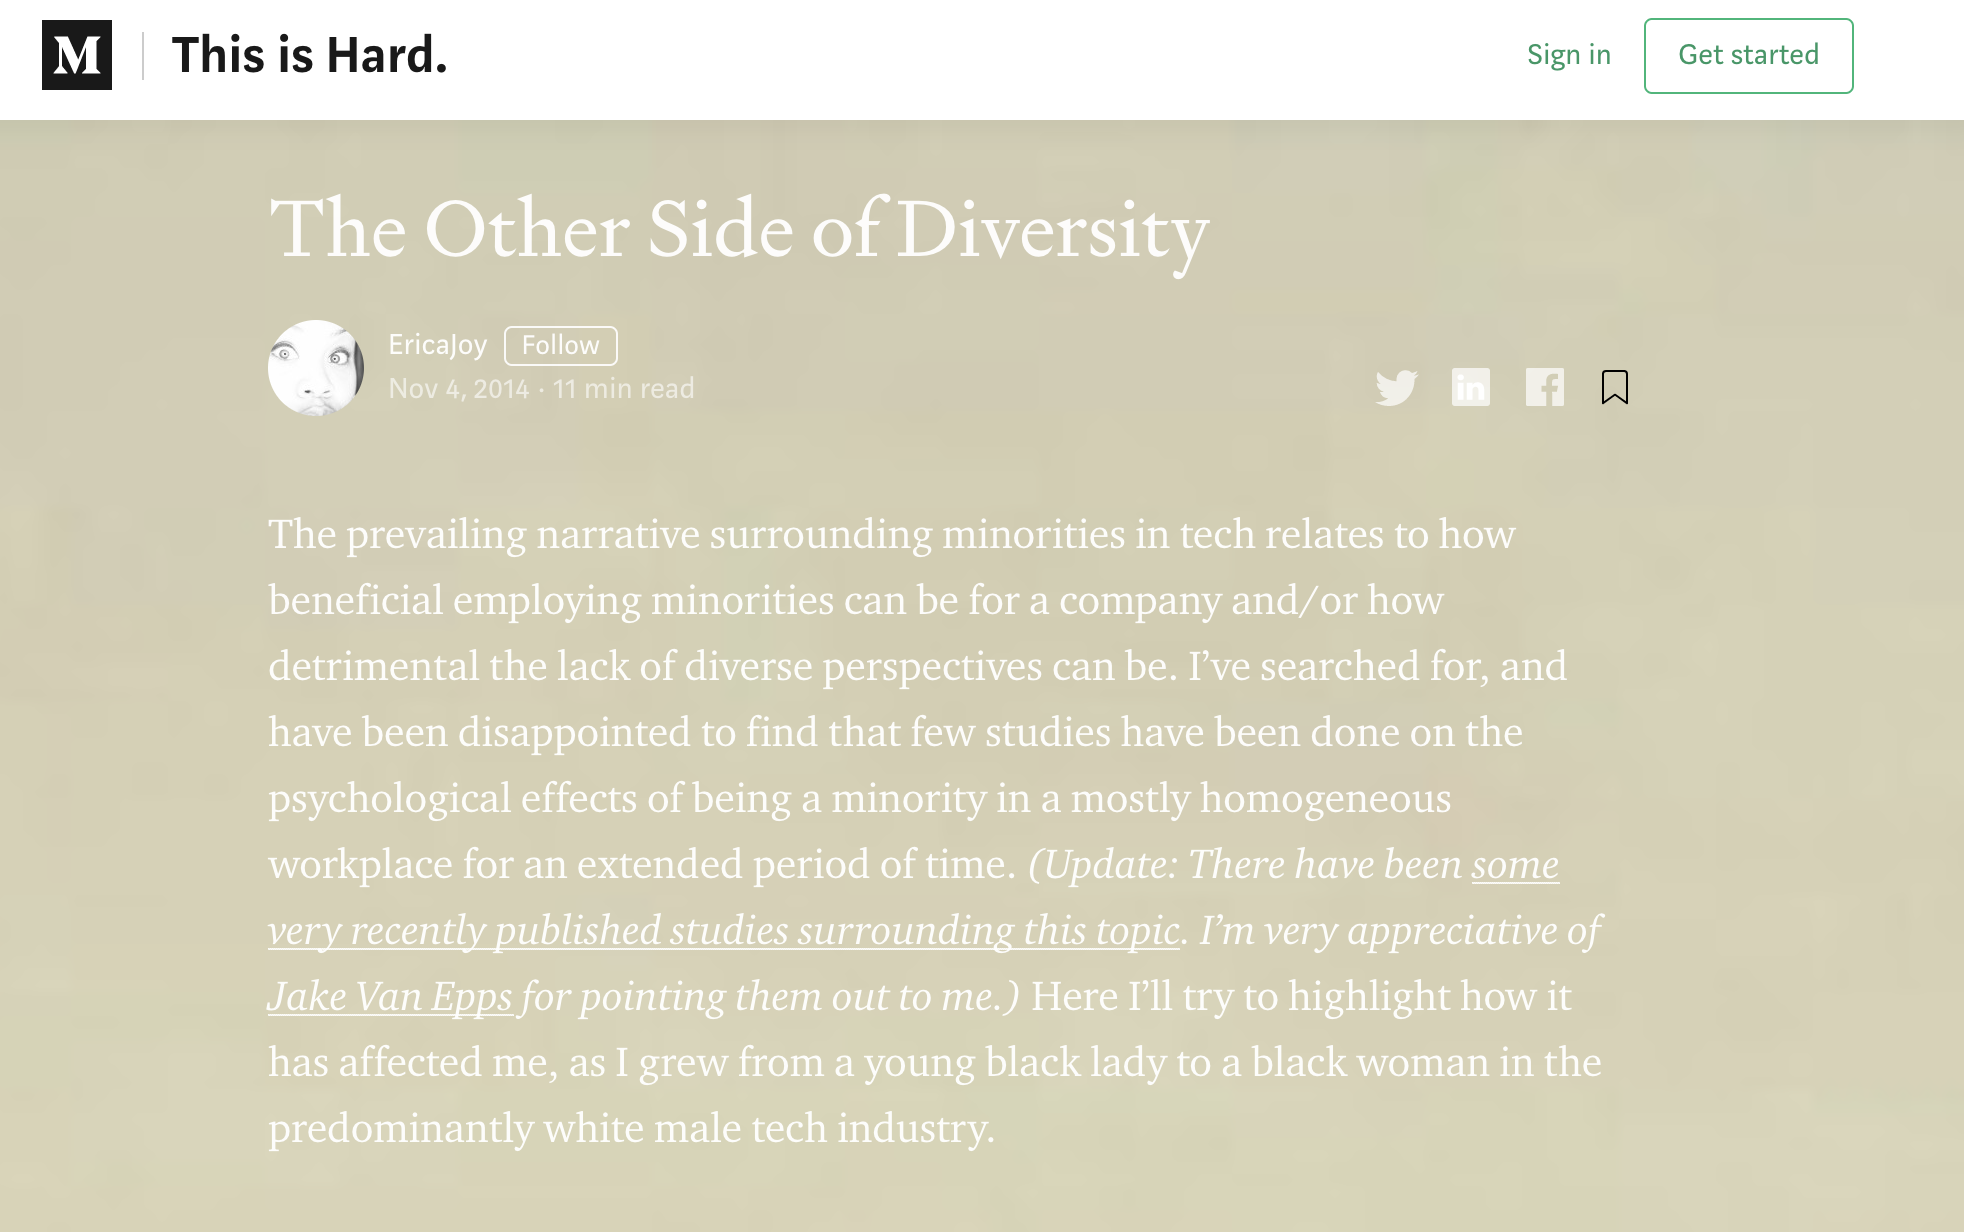 M
This is Hard.
Sign in
Get started
The Other Side of Diversity
EricaJoy
Follow
Nov 4, 2014 · 11 min read
in
f
The prevailing narrative surrounding minorities in tech relates to how
beneficial employing minorities can be for a company and/or how
detrimental the lack of diverse perspectives can be. I’ve searched for, and
have been disappointed to find that few studies have been done on the
psychological effects of being a minority in a mostly homogeneous
workplace for an extended period of time. (Update: There have been some
very recently published studies surrounding this topic. I’m very appreciative of
Jake Van Epps for pointing them out to me.) Here I’ll try to highlight how it
has affected me, as I grew from a young black lady to a black woman in the
predominantly white male tech industry.